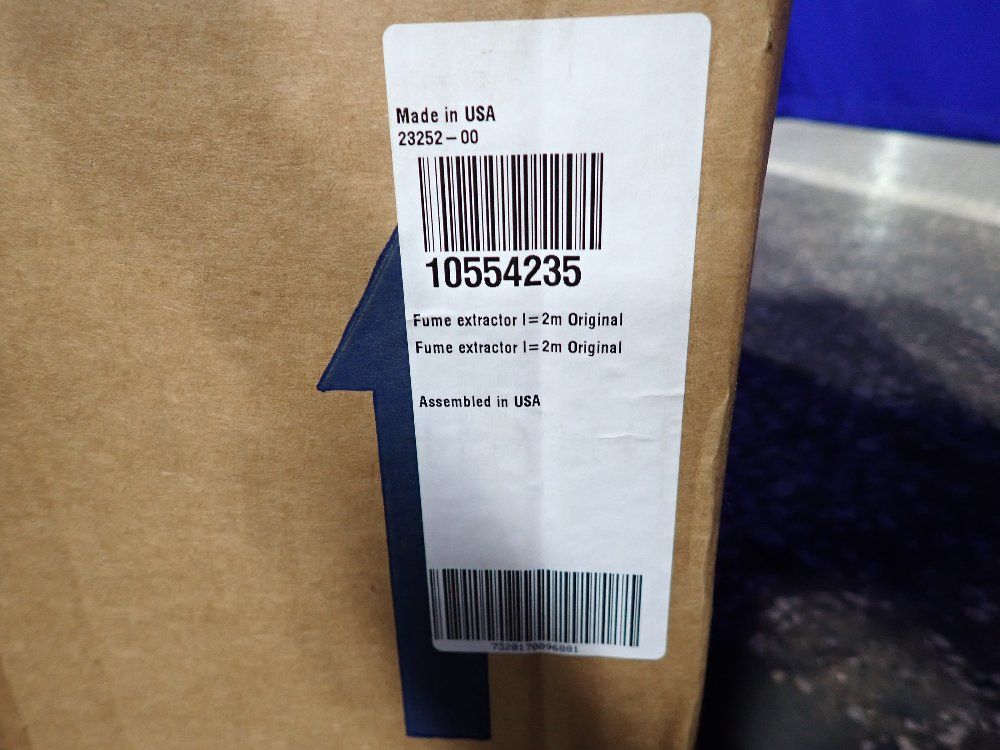 Made in USA
23252-00
10554235
Fume extractor l=2m Original
Fume extractor l=2m Original
Assembled in USA
7320170096881